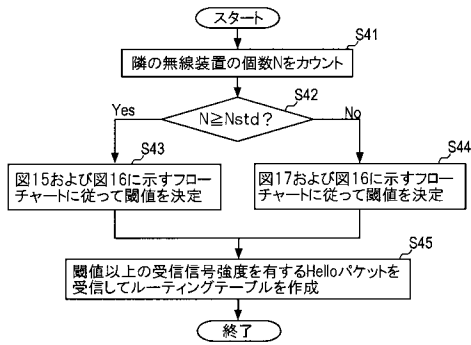 スタート
S41
隣の無線装置の個数Nをカウント
S42
N≧Nstd?
Yes
No
S43
図15および図16に示すフロー
チャートに従って閾値を決定
S44
図17および図16に示すフロー
チャートに従って閾値を決定
S45
閾値以上の受信信号強度を有するHelloパケットを
受信してルーティングテーブルを作成
終了